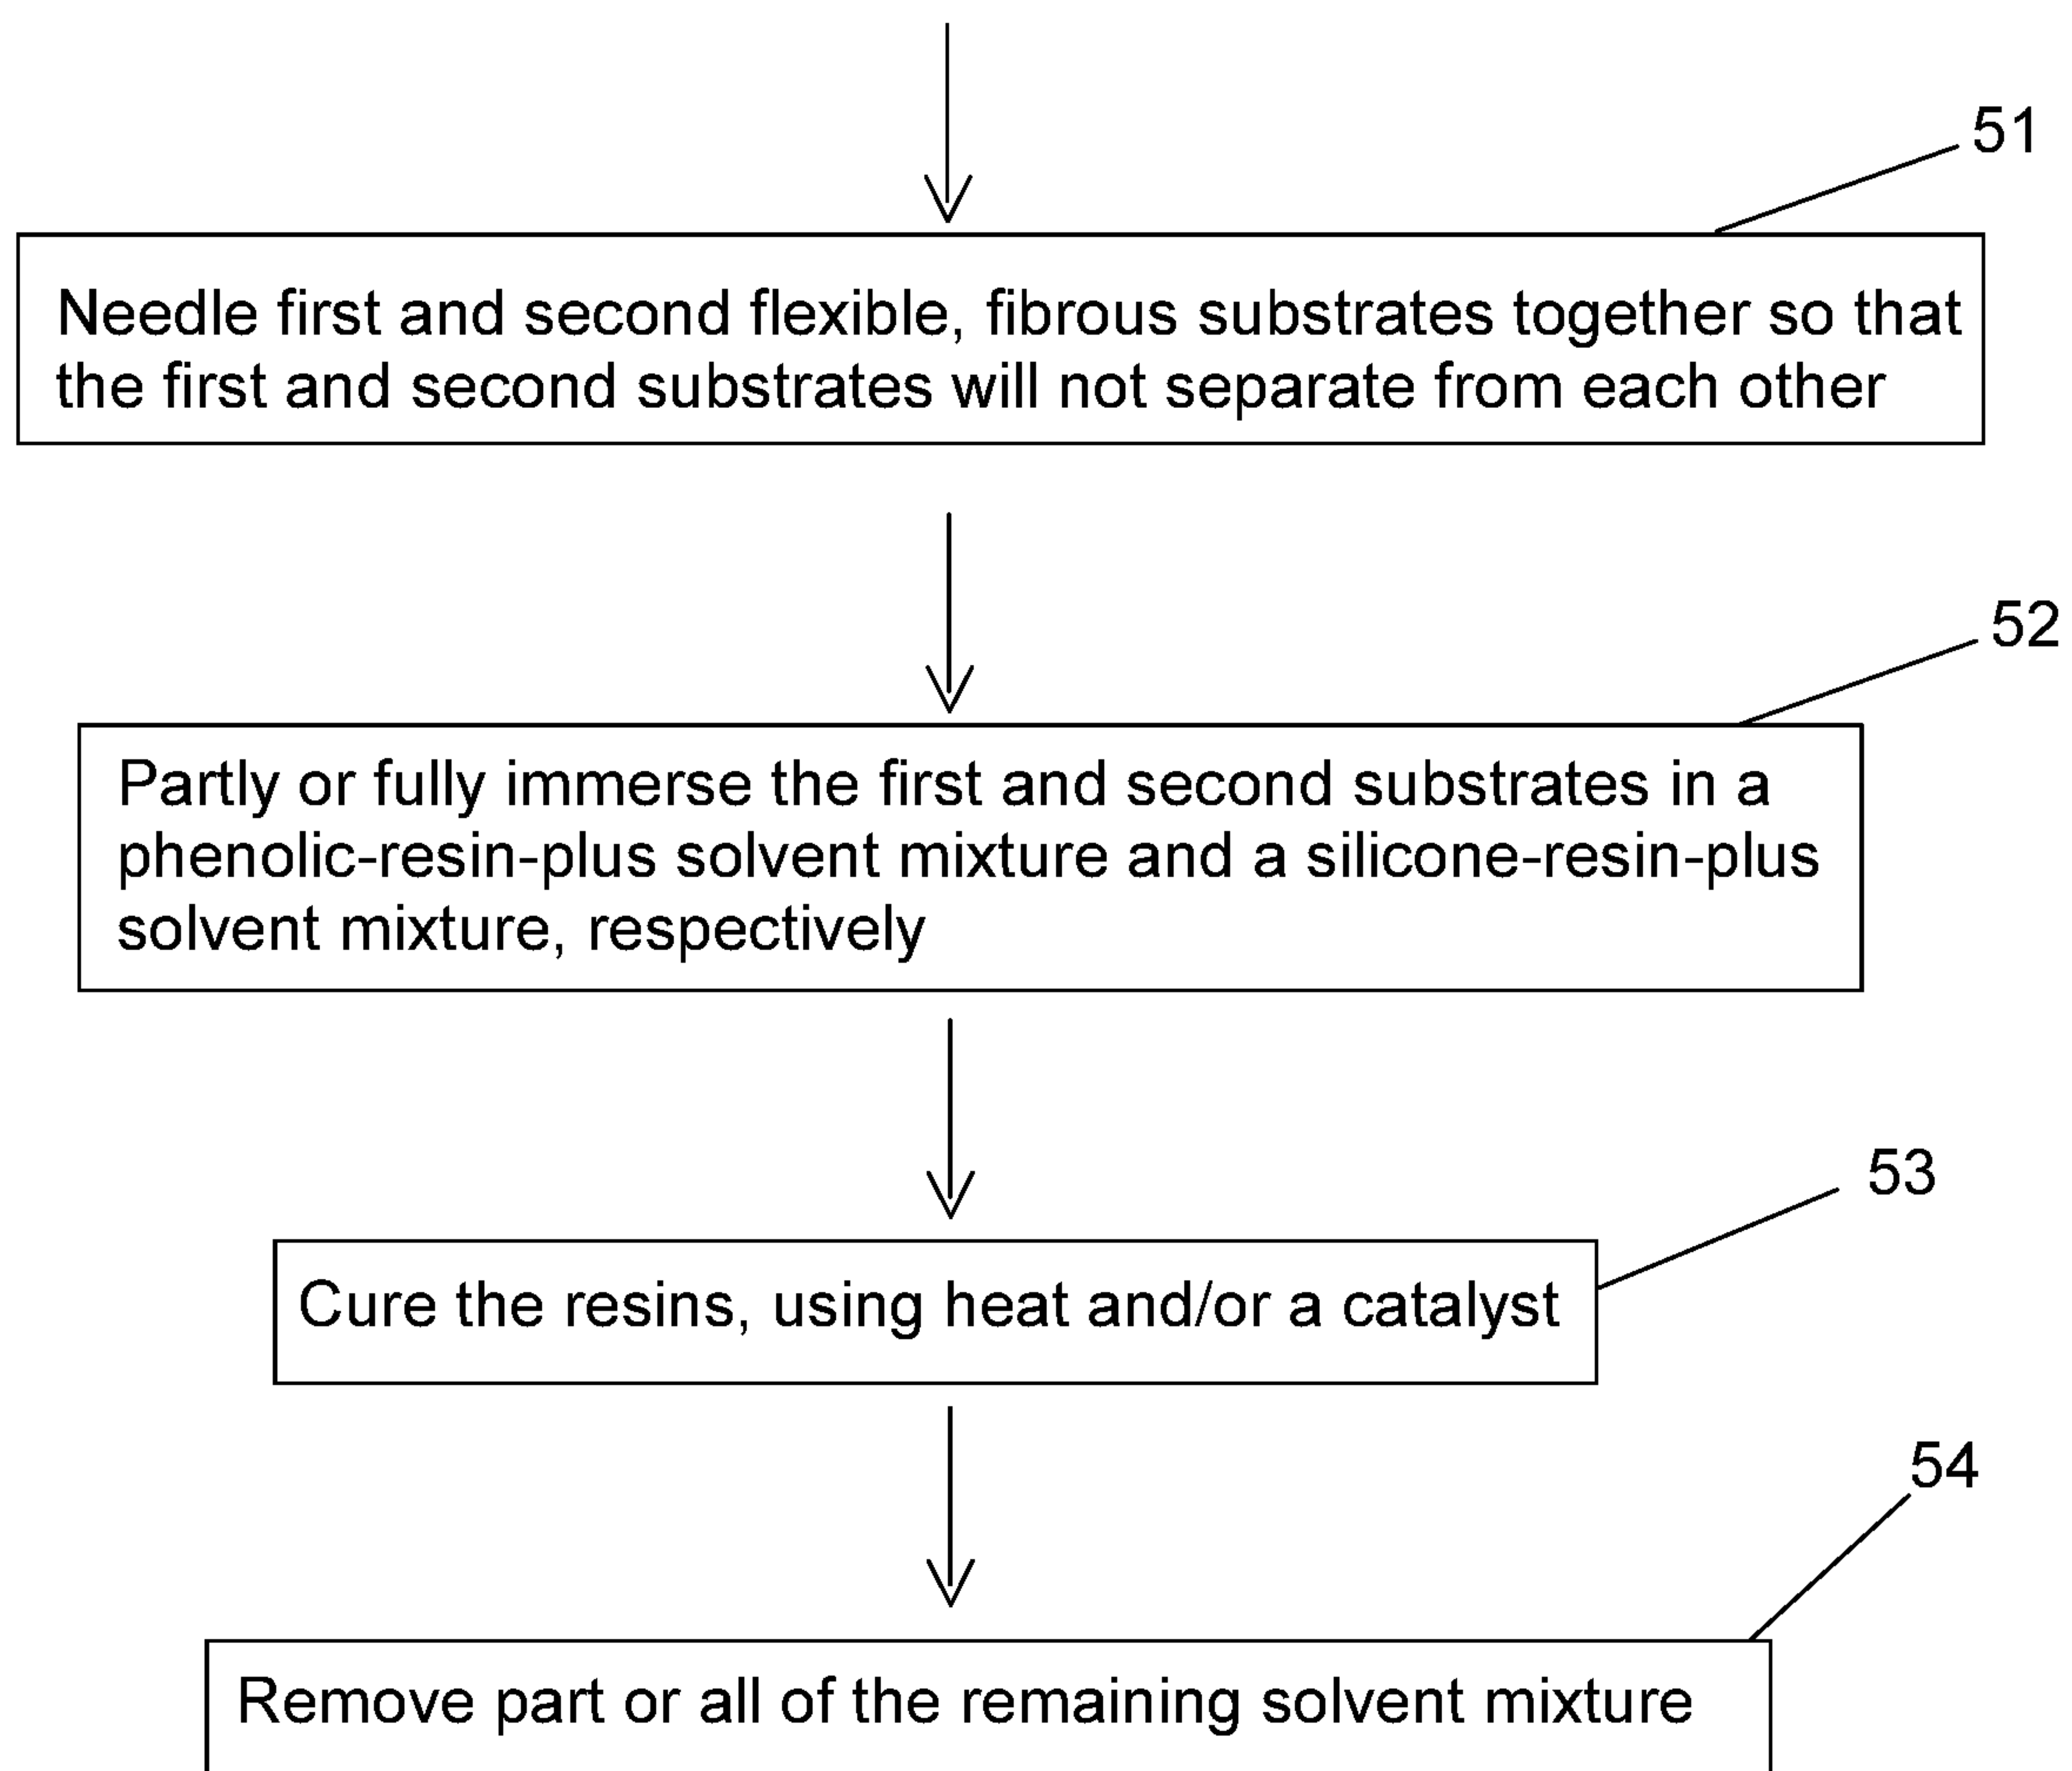 51
Needle first and second flexible, fibrous substrates together so that
the first and second substrates will not separate from each other
52
Partly or fully immerse the first and second substrates in a
phenolic-resin-plus solvent mixture and a silicone-resin-plus
solvent mixture, respectively
53
Cure the resins, using heat and/or a catalyst
54
Remove part or all of the remaining solvent mixture